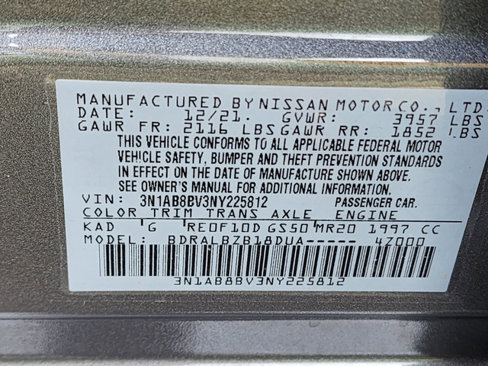 MANUFACTURED BY NISSAN MOTOR CO., LTD.
DATE: 12/21. GVWR: 3957 LBS
GAWR FR: 2116 LBS GAWR RR: 1852 LBS
THIS VEHICLE CONFORMS TO ALL APPLICABLE FEDERAL MOTOR
VEHICLE SAFETY, BUMPER AND THEFT PREVENTION STANDARDS
IN EFFECT ON THE DATE OF MANUFACTURE SHOWN ABOVE.
SEE OWNER'S MANUAL FOR ADDITIONAL INFORMATION.
VIN: 3N1AB8BV3NY225812 PASSENGER CAR.
COLOR TRIM TRANS AXLE ENGINE
KAD G RE0F10D GS50 MR20 1997 CC
MODEL: BDRALBZB18DUA----- 4Z000
3N1AB8BV3NY225812